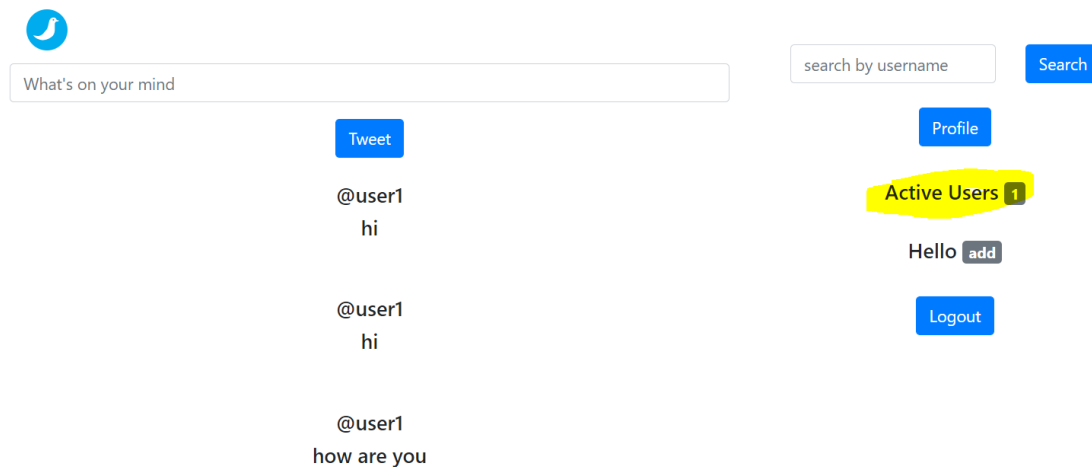 What's on your mind
Tweet
@user1
hi
@user1
hi
@user1
how are you
search by username
Search
Profile
Active Users 1
Hello add
Logout